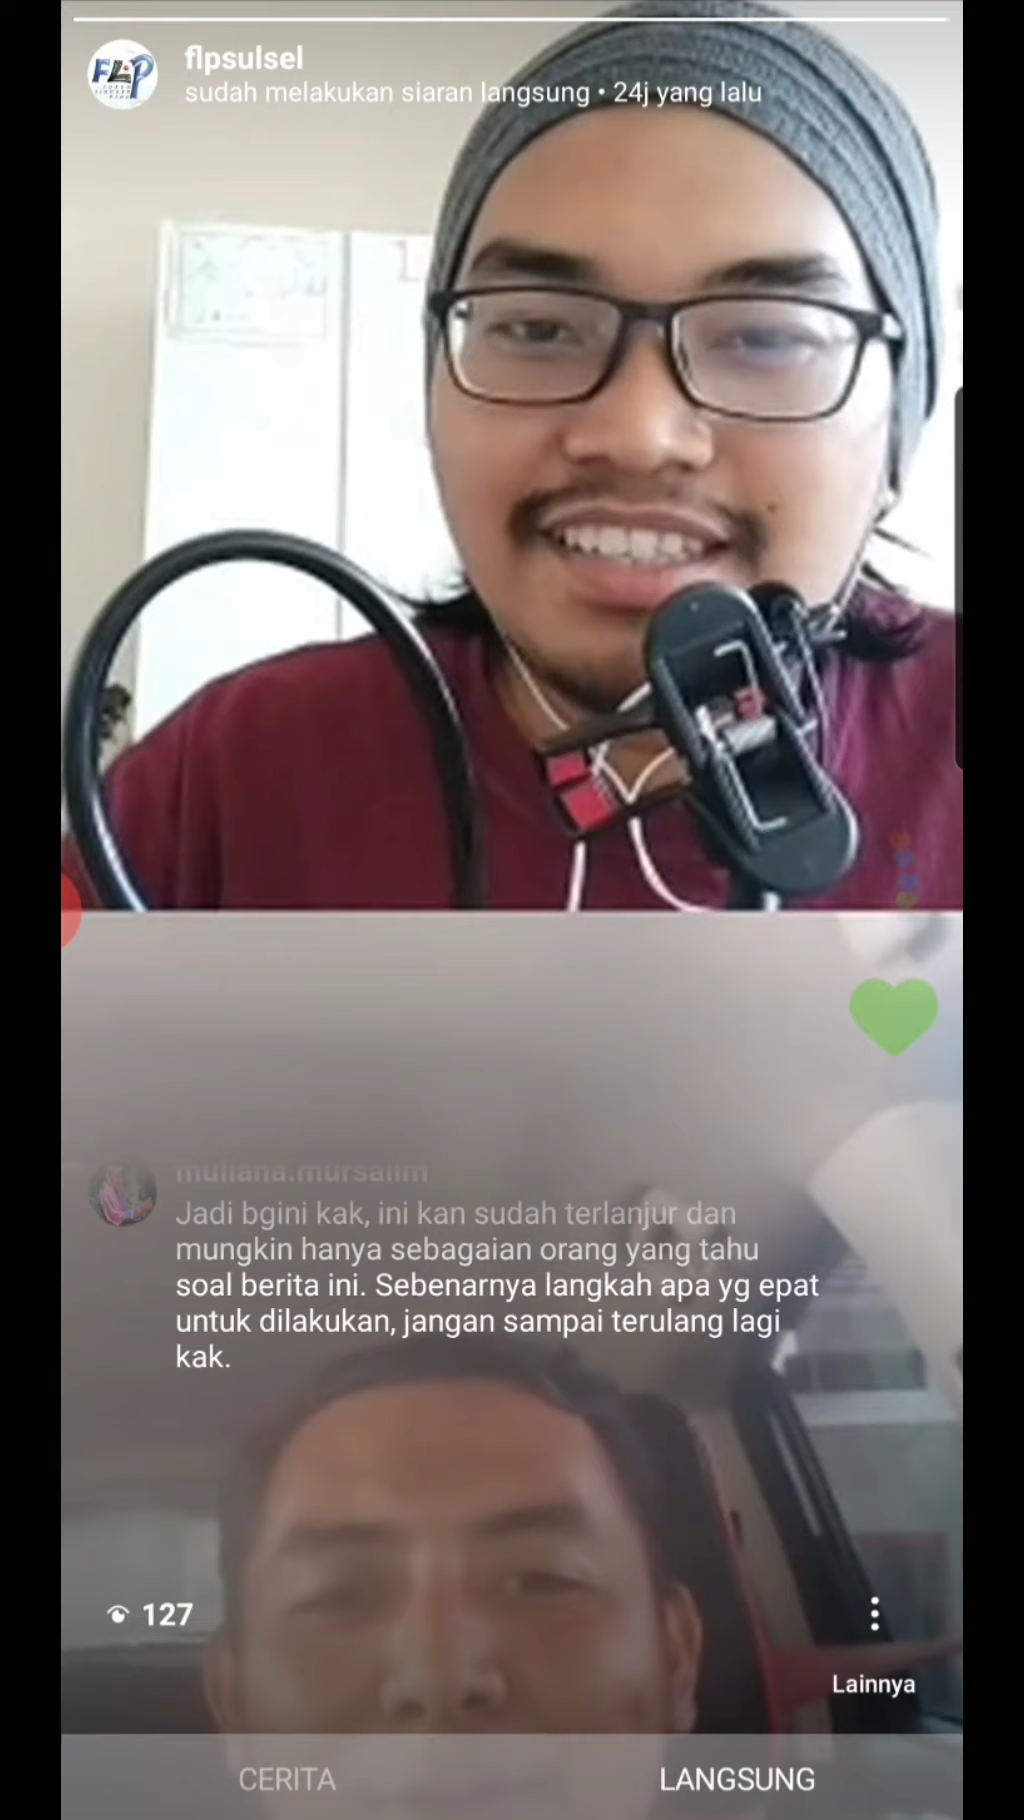 flpsulsel
sudah melakukan siaran langsung • 24j yang lalu
FLP
muliana.mursalim
Jadi bgini kak, ini kan sudah terlanjur dan
mungkin hanya sebagaian orang yang tahu
soal berita ini. Sebenarnya langkah apa yg epat
untuk dilakukan, jangan sampai terulang lagi
kak.
127
Lainnya
CERITA
LANGSUNG